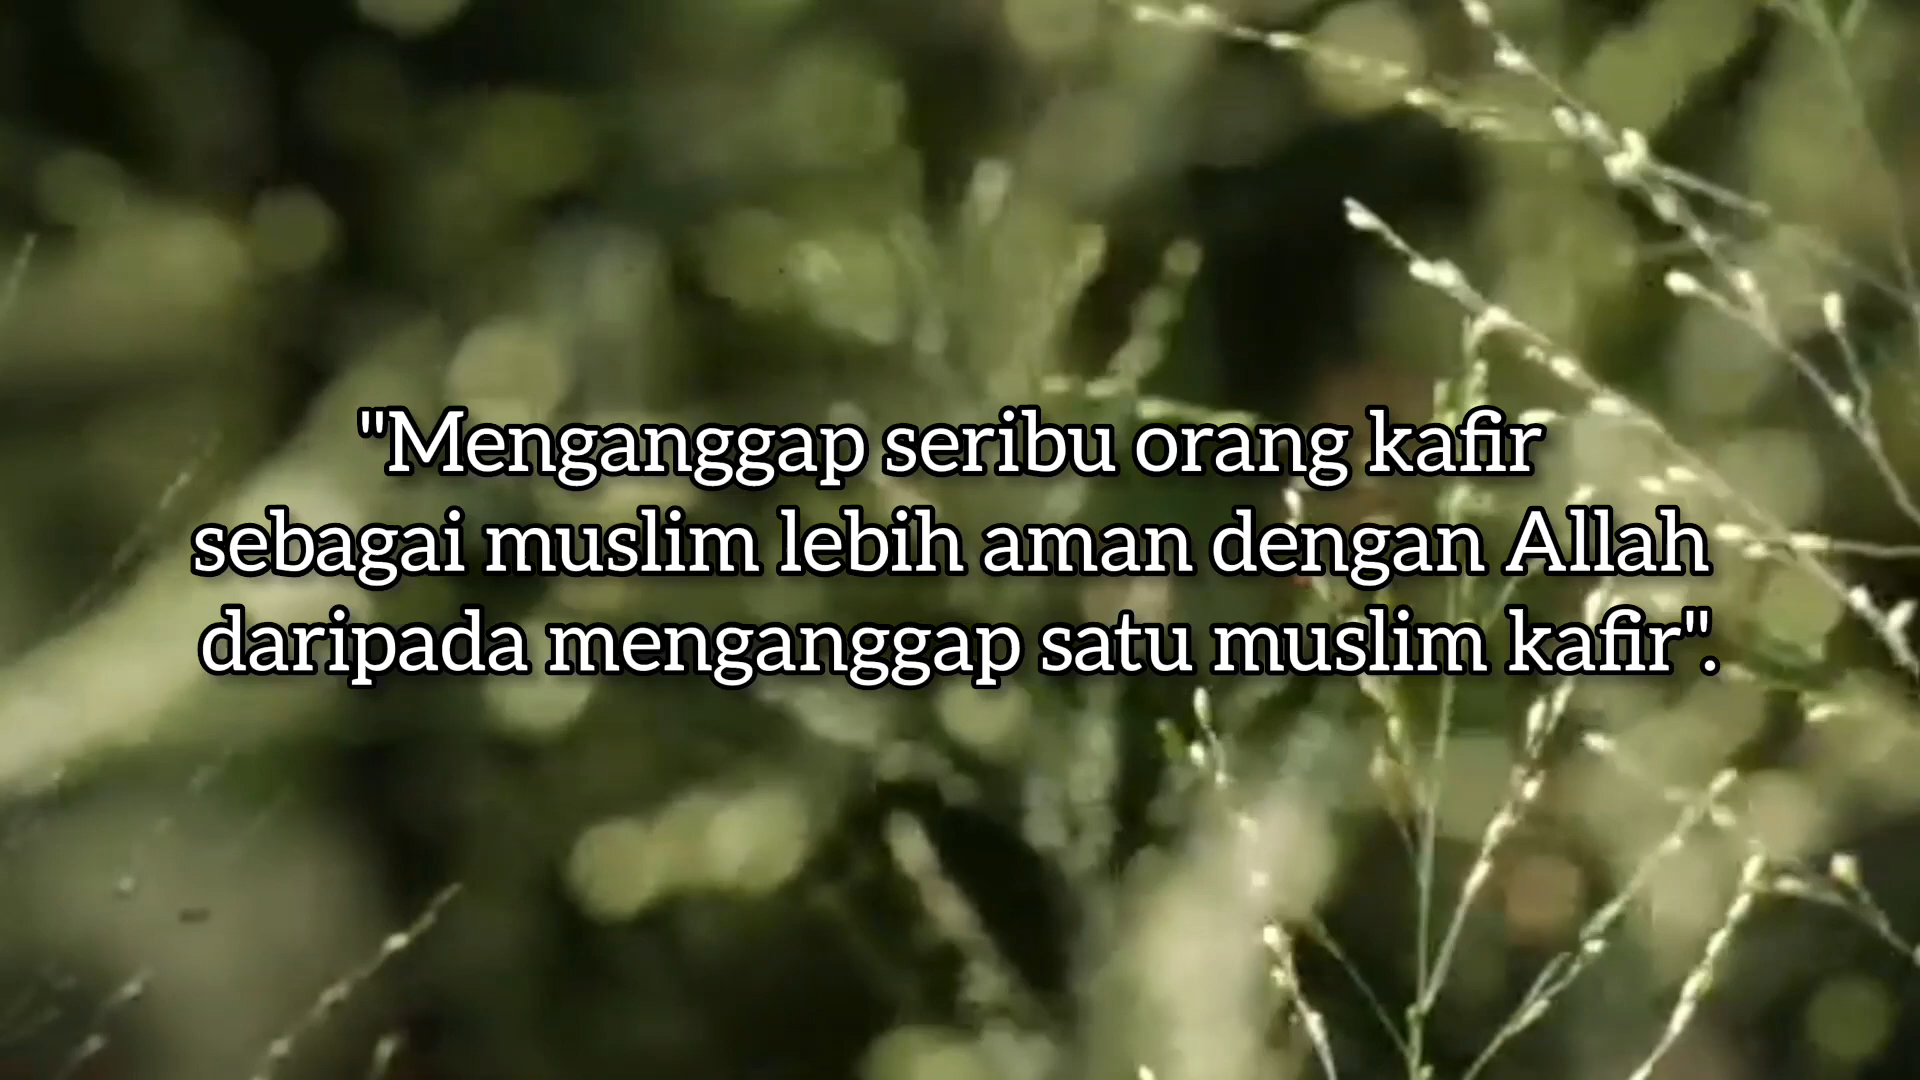 "Menganggap seribu orang kafir
sebagai muslim lebih aman dengan Allah
daripada menganggap satu muslim kafir".